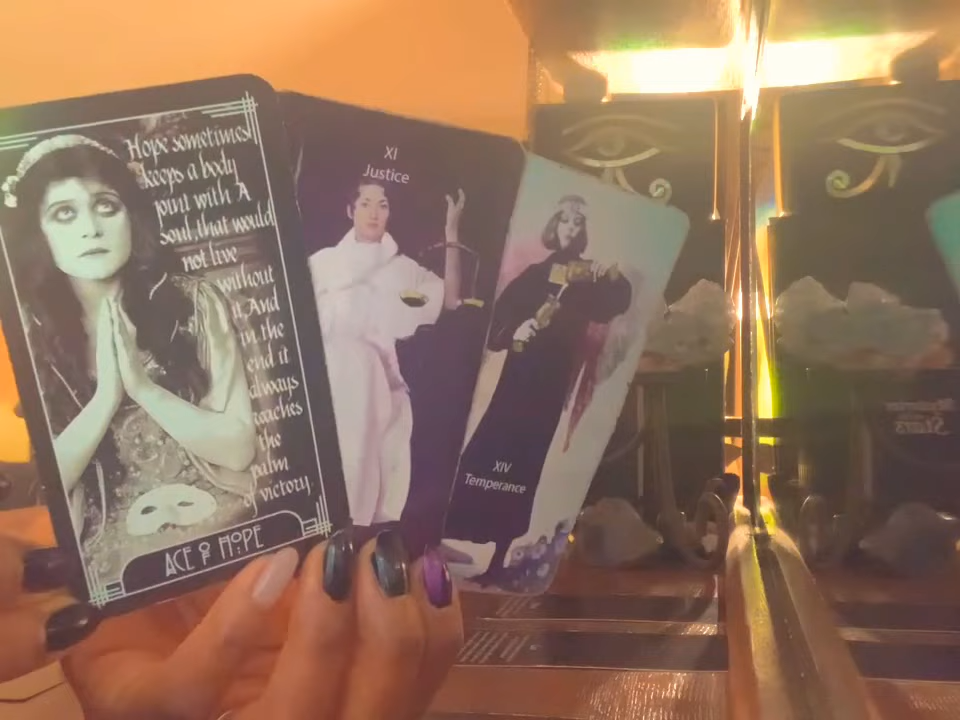 Hope sometimes
keeps a body
joint with A
soul that would
not live
without
it And
in the
end it
always
reaches
the
palm
of victory.
ACE OF HOPE
XI
Justice
XIV
Temperance